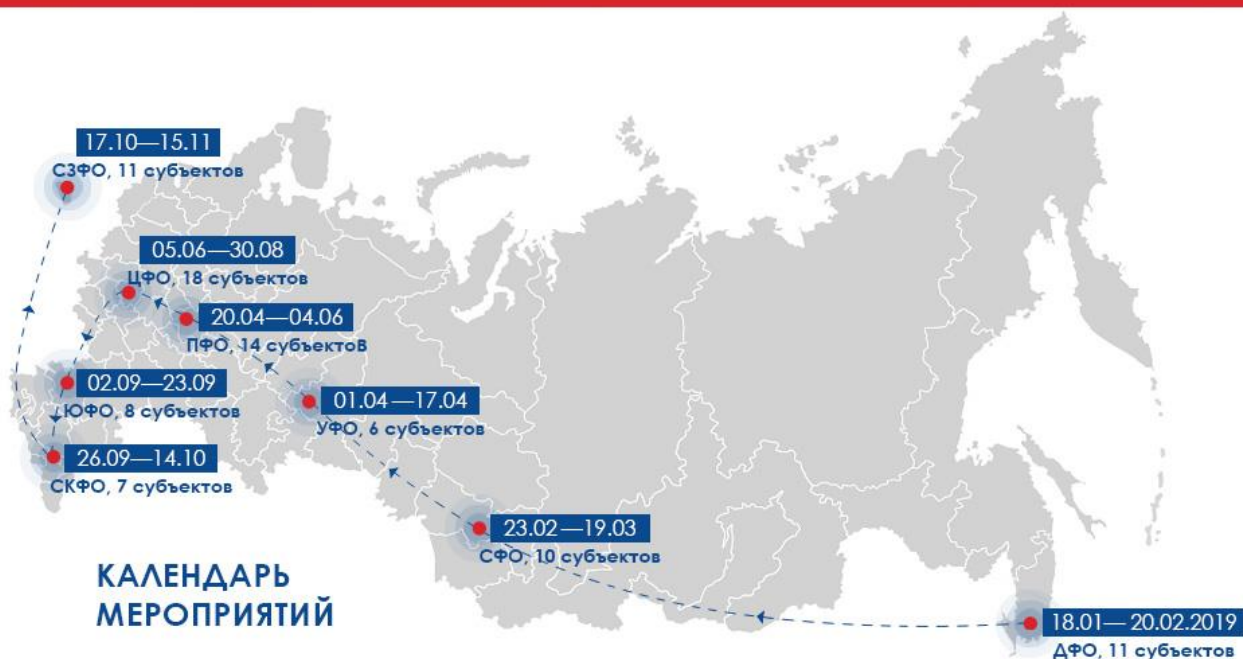 17.10—15.11
СЗФО, 11 субъектов
05.06—30.08
ЦФО, 18 субъектов
20.04—04.06
ПФО, 14 субъектов
02.09—23.09
ЮФО, 8 субъектов
01.04—17.04
УФО, 6 субъектов
26.09—14.10
СКФО, 7 субъектов
23.02—19.03
СФО, 10 субъектов
КАЛЕНДАРЬ
МЕРОПРИЯТИЙ
18.01—20.02.2019
ДФО, 11 субъектов